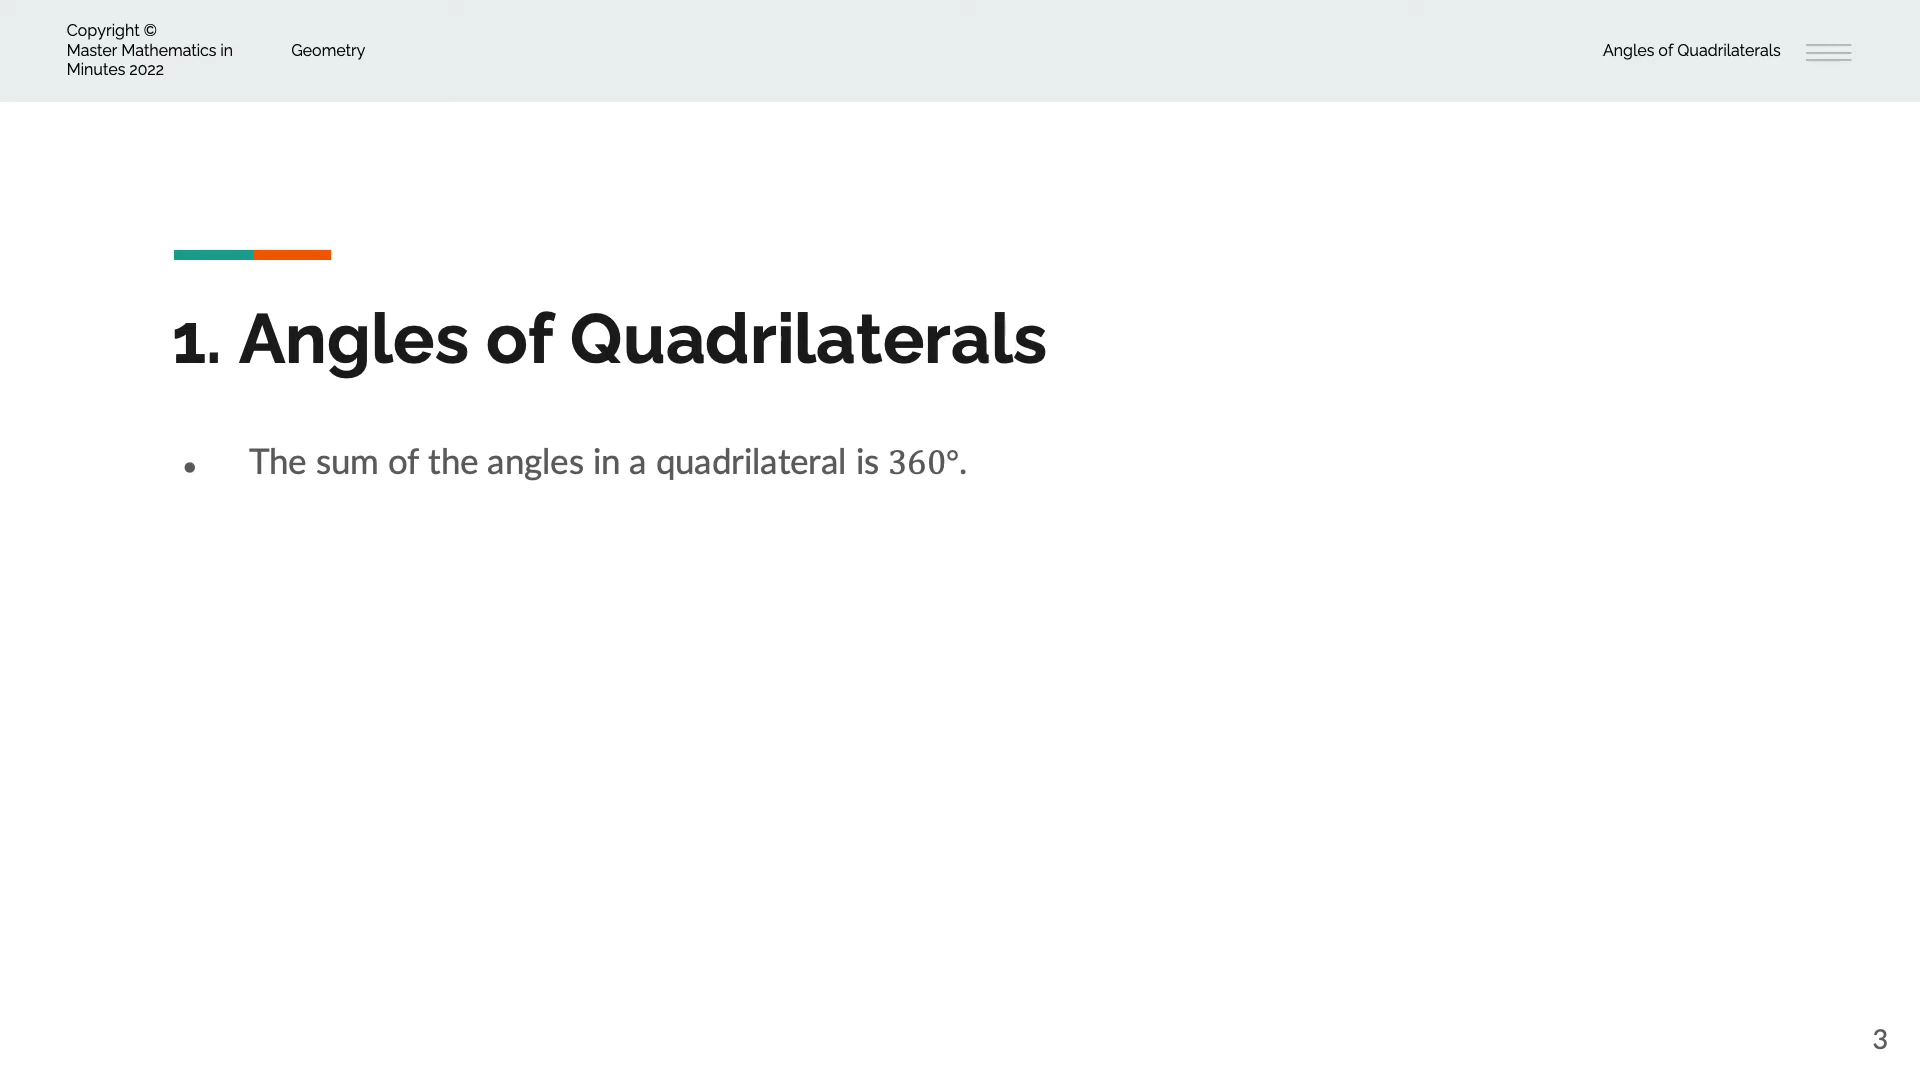 Copyright ©
Master Mathematics in
Minutes 2022
Geometry
Angles of Quadrilaterals
1. Angles of Quadrilaterals
● The sum of the angles in a quadrilateral is 360°.
3